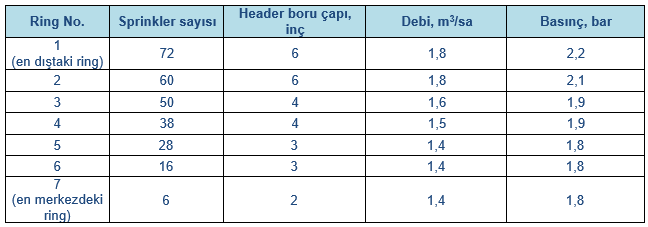 Ring No. Sprinkler sayısı Header boru çapı, inç Debi, m³/sa Basınç, bar
1 (en dıştaki ring) 72 6 1,8 2,2
2 60 6 1,8 2,1
3 50 4 1,6 1,9
4 38 4 1,5 1,9
5 28 3 1,4 1,8
6 16 3 1,4 1,8
7 (en merkezdeki ring) 6 2 1,4 1,8